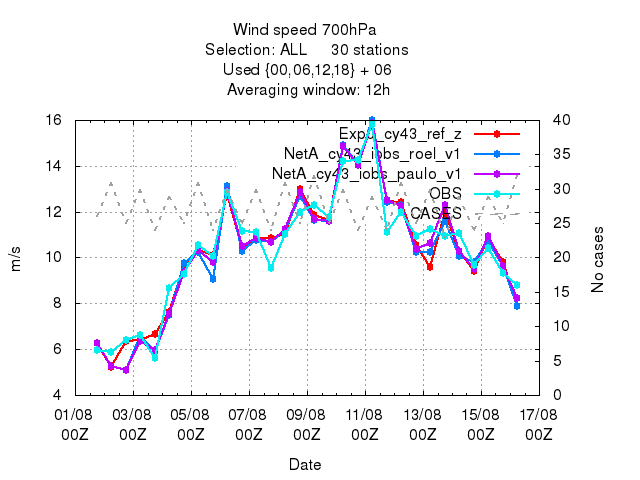 Wind speed 700hPa
Selection: ALL 30 stations
Used {00,06,12,18} + 06
Averaging window: 12h
16
14
12
10
8
6
4
m/s
40
35
30
25
20
15
10
5
0
No cases
Expc_cy43_ref_z
NetA_cy43_iobs_roel_v1
NetA_cy43_iobs_paulo_v1
OBS
CASES
01/08 03/08 05/08 07/08 09/08 11/08 13/08 15/08 17/08
00Z 00Z 00Z 00Z 00Z 00Z 00Z 00Z 00Z
Date